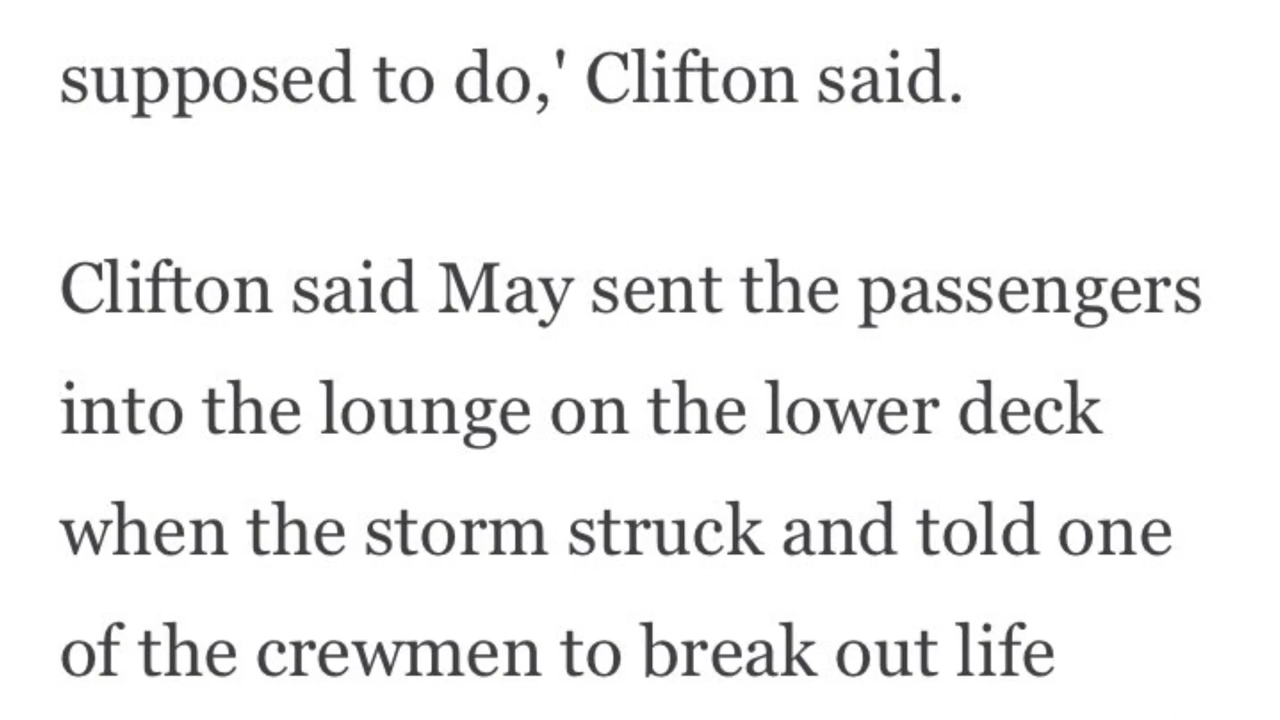 supposed to do,' Clifton said.
Clifton said May sent the passengers
into the lounge on the lower deck
when the storm struck and told one
of the crewmen to break out life